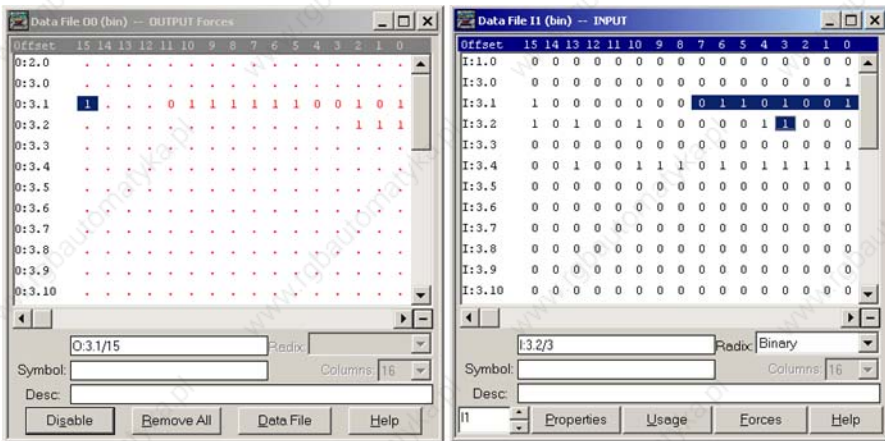 Data File O0 (bin) -- OUTPUT Forces
Offset 15 14 13 12 11 10 9 8 7 6 5 4 3 2 1 0
O:2.0 . . . . . . . . . . . . . . . .
O:3.0 . . . . . . . . . . . . . . . .
O:3.1 1 . . . 0 1 1 1 1 1 1 0 0 1 0 1
O:3.2 . . . . . . . . . . . . . 1 1 1
O:3.3 . . . . . . . . . . . . . . . .
O:3.4 . . . . . . . . . . . . . . . .
O:3.5 . . . . . . . . . . . . . . . .
O:3.6 . . . . . . . . . . . . . . . .
O:3.7 . . . . . . . . . . . . . . . .
O:3.8 . . . . . . . . . . . . . . . .
O:3.9 . . . . . . . . . . . . . . . .
O:3.10 . . . . . . . . . . . . . . . .
O:3.1/15 Radix:
Symbol: Columns: 16
Desc:
Disable Remove All Data File Help
Data File I1 (bin) -- INPUT
Offset 15 14 13 12 11 10 9 8 7 6 5 4 3 2 1 0
I:1.0 0 0 0 0 0 0 0 0 0 0 0 0 0 0 0 0
I:3.0 0 0 0 0 0 0 0 0 0 0 0 0 0 0 0 1
I:3.1 1 0 0 0 0 0 0 0 0 1 1 0 1 0 0 1
I:3.2 1 0 1 0 0 1 0 0 0 0 0 1 1 0 0 0
I:3.3 0 0 0 0 0 0 0 0 0 0 0 0 0 0 0 0
I:3.4 0 0 1 0 0 1 1 1 0 1 0 1 1 1 1 1
I:3.5 0 0 0 0 0 0 0 0 0 0 0 0 0 0 0 0
I:3.6 0 0 0 0 0 0 0 0 0 0 0 0 0 0 0 0
I:3.7 0 0 0 0 0 0 0 0 0 0 0 0 0 0 0 0
I:3.8 0 0 0 0 0 0 0 0 0 0 0 0 0 0 0 0
I:3.9 0 0 0 0 0 0 0 0 0 0 0 0 0 0 0 0
I:3.10 0 0 0 0 0 0 0 0 0 0 0 0 0 0 0 0
I:3.2/3 Radix: Binary
Symbol: Columns: 16
Desc:
I1 Properties Usage Forces Help
www.rgbautomatyka.pl